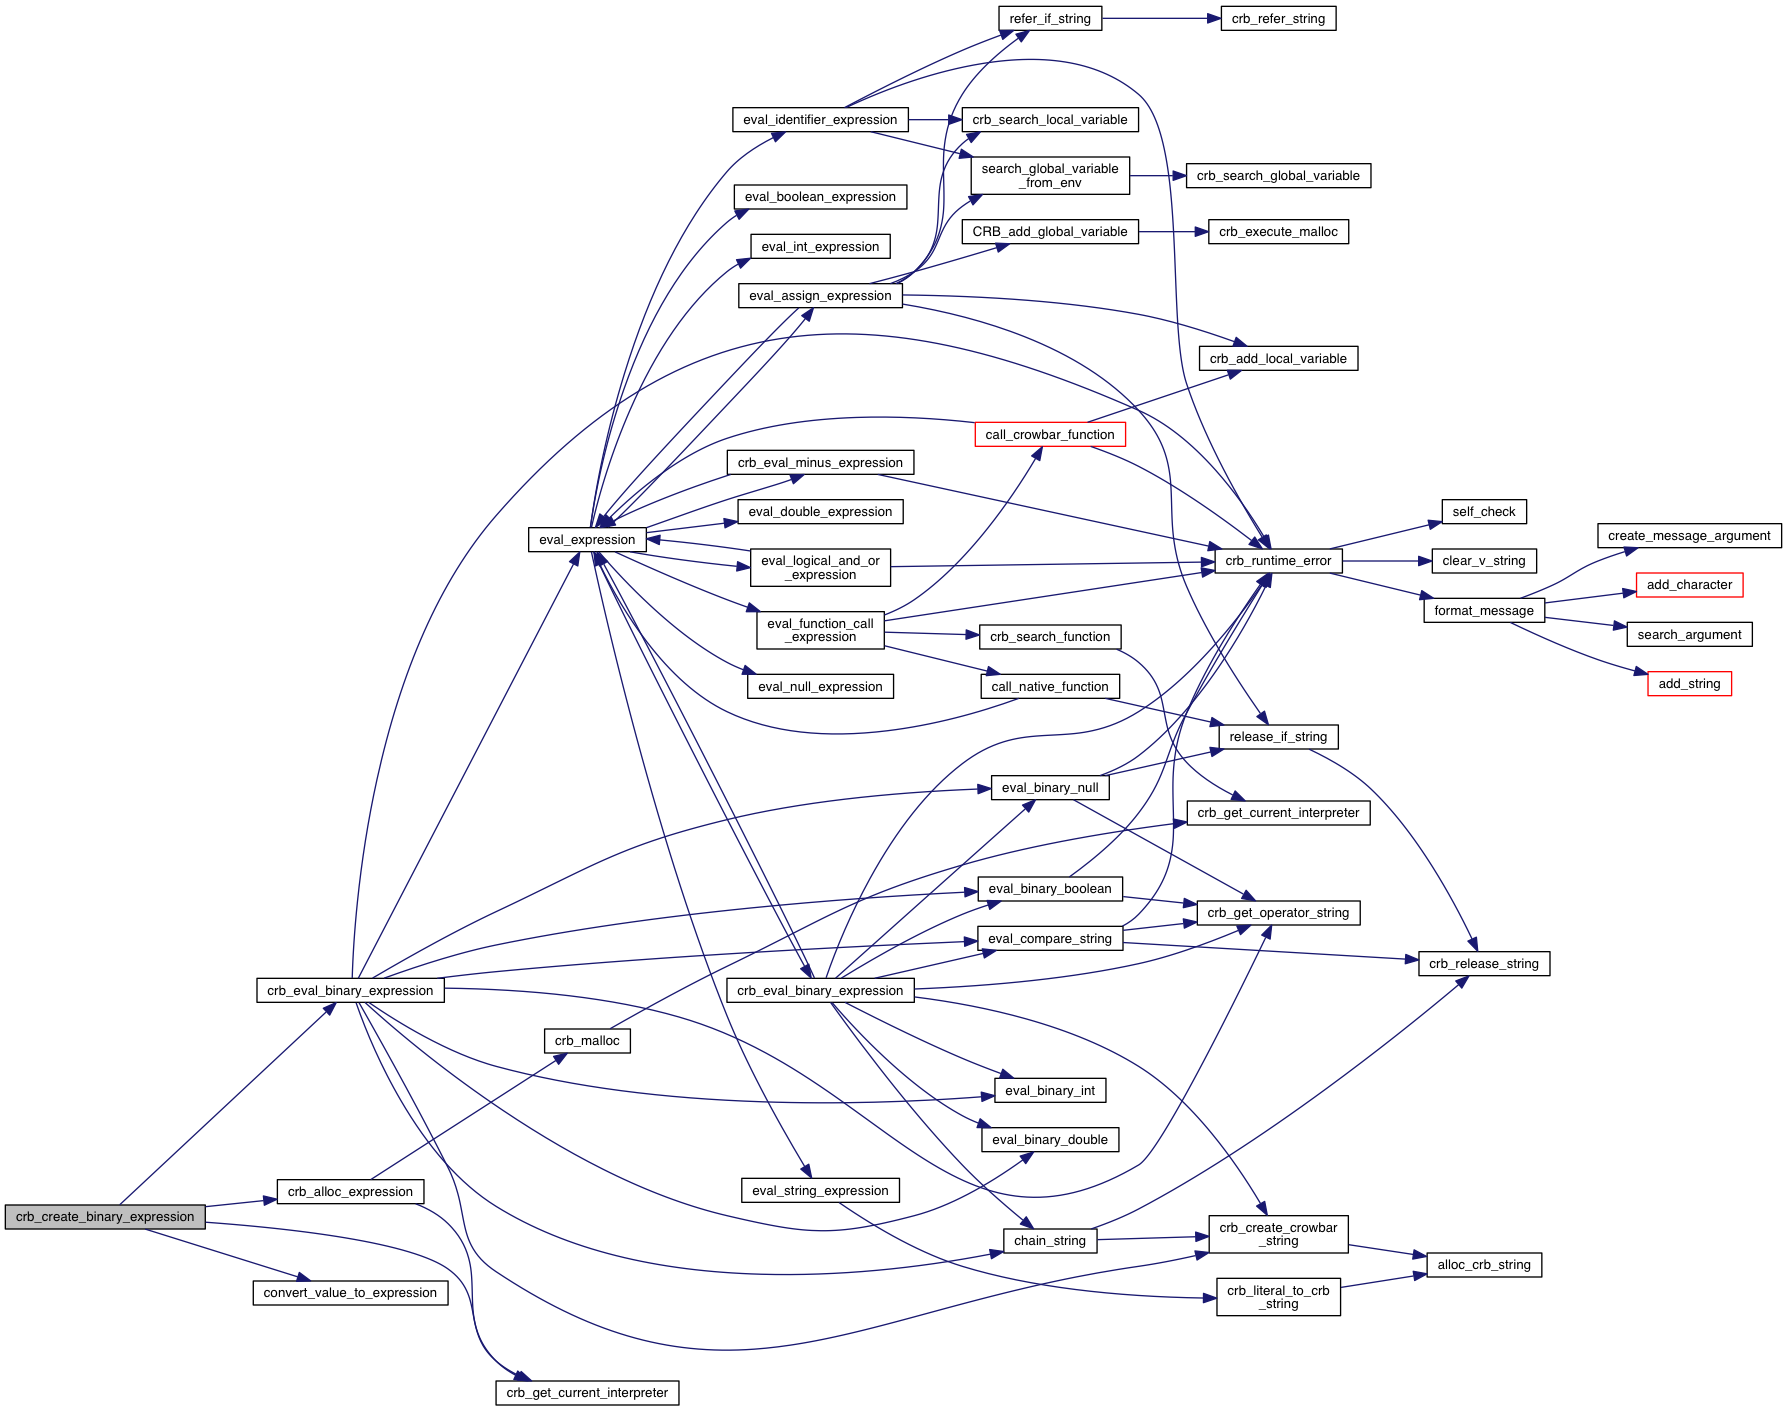 refer_if_string
crb_refer_string
eval_identifier_expression
crb_search_local_variable
search_global_variable
_from_env
crb_search_global_variable
eval_boolean_expression
CRB_add_global_variable
crb_execute_malloc
eval_int_expression
eval_assign_expression
crb_add_local_variable
call_crowbar_function
crb_eval_minus_expression
eval_double_expression
self_check
eval_expression
create_message_argument
eval_logical_and_or
_expression
crb_runtime_error
clear_v_string
add_character
format_message
eval_function_call
_expression
crb_search_function
search_argument
eval_null_expression
call_native_function
add_string
release_if_string
eval_binary_null
crb_get_current_interpreter
eval_binary_boolean
crb_get_operator_string
eval_compare_string
crb_release_string
crb_eval_binary_expression
crb_eval_binary_expression
crb_malloc
eval_binary_int
eval_binary_double
crb_alloc_expression
eval_string_expression
crb_create_binary_expression
chain_string
crb_create_crowbar
_string
alloc_crb_string
convert_value_to_expression
crb_literal_to_crb
_string
crb_get_current_interpreter